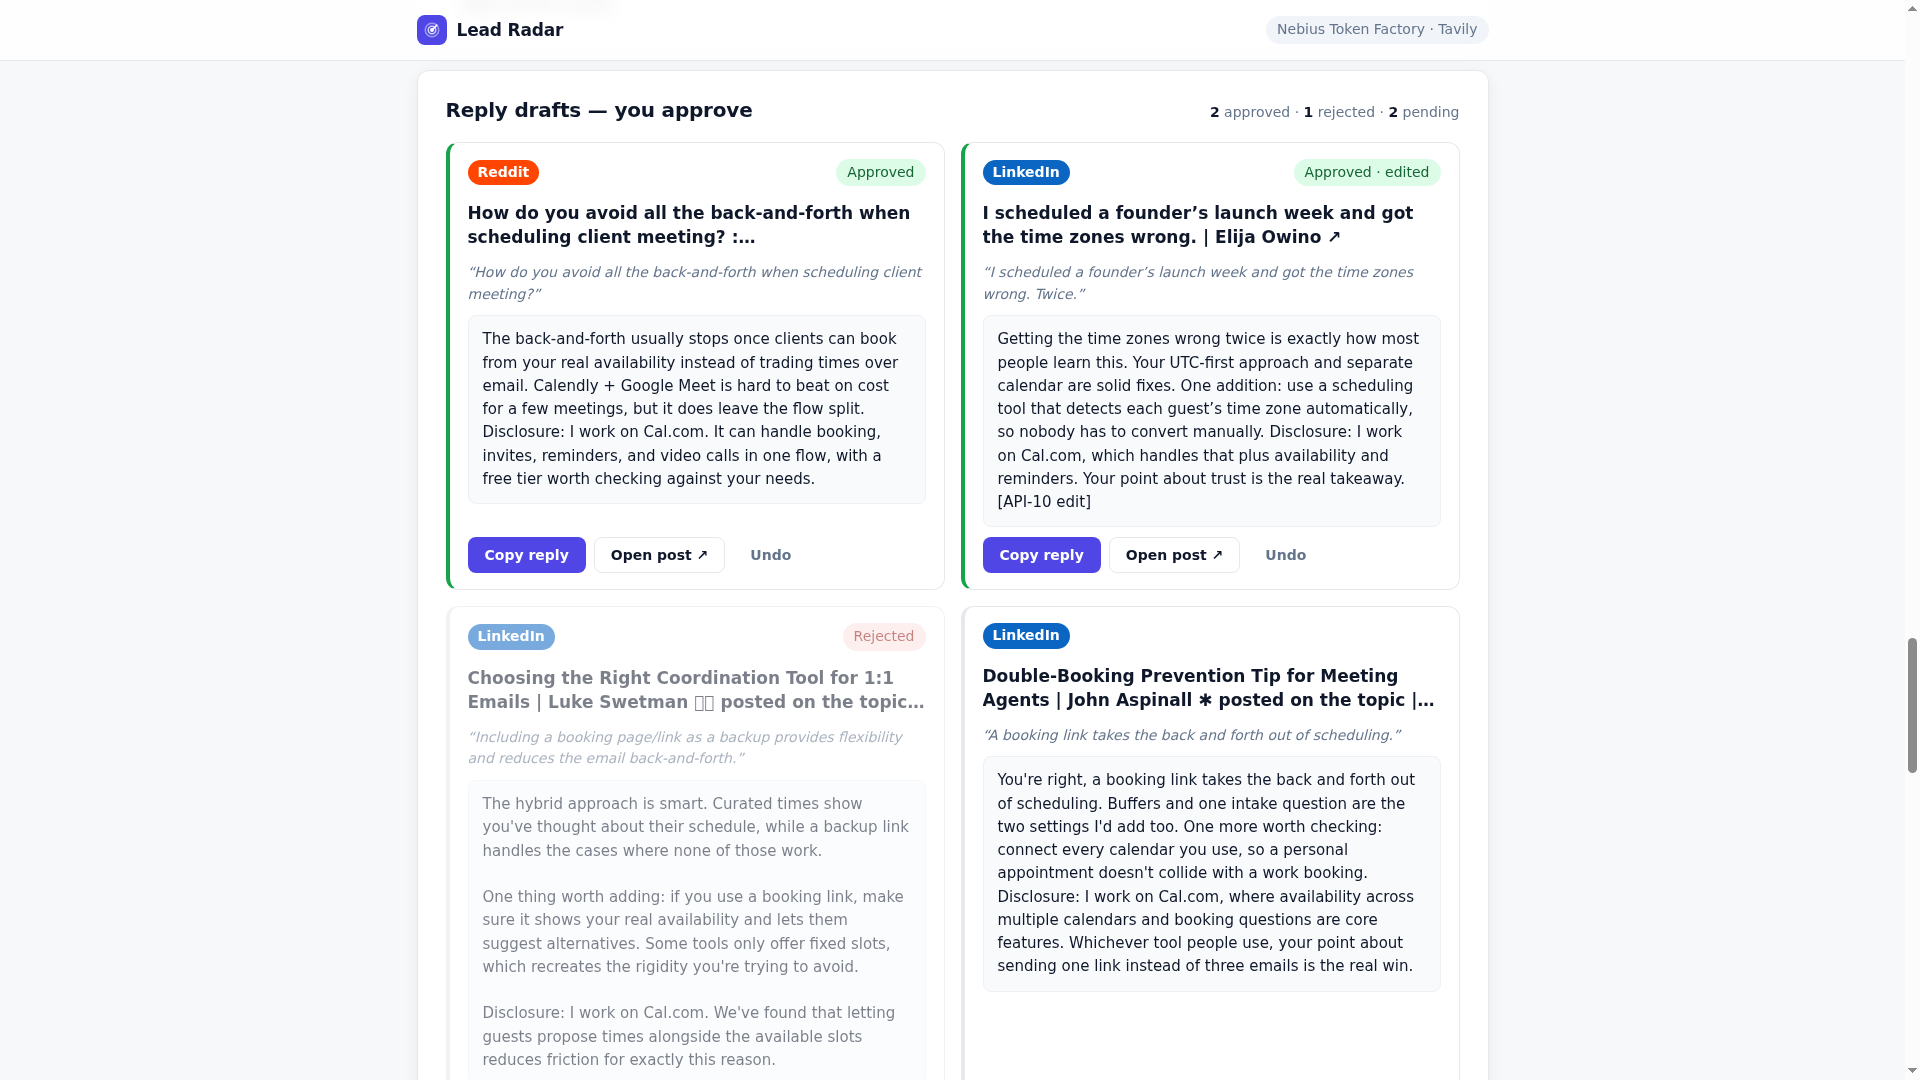 Lead Radar
Nebius Token Factory · Tavily
Reply drafts — you approve
2 approved · 1 rejected · 2 pending
Reddit
Approved
How do you avoid all the back-and-forth when
scheduling client meeting? :...
“How do you avoid all the back-and-forth when scheduling client
meeting?”
The back-and-forth usually stops once clients can book
from your real availability instead of trading times over
email. Calendly + Google Meet is hard to beat on cost
for a few meetings, but it does leave the flow split.
Disclosure: I work on Cal.com. It can handle booking,
invites, reminders, and video calls in one flow, with a
free tier worth checking against your needs.
Copy reply
Open post ↗
Undo
LinkedIn
Approved · edited
I scheduled a founder’s launch week and got
the time zones wrong. | Elija Owino ↗
“I scheduled a founder’s launch week and got the time zones
wrong. Twice.”
Getting the time zones wrong twice is exactly how most
people learn this. Your UTC-first approach and separate
calendar are solid fixes. One addition: use a scheduling
tool that detects each guest’s time zone automatically,
so nobody has to convert manually. Disclosure: I work
on Cal.com, which handles that plus availability and
reminders. Your point about trust is the real takeaway.
[API-10 edit]
Copy reply
Open post ↗
Undo
LinkedIn
Rejected
Choosing the Right Coordination Tool for 1:1
Emails | Luke Swetman posted on the topic...
“Including a booking page/link as a backup provides flexibility
and reduces the email back-and-forth.”
The hybrid approach is smart. Curated times show
you've thought about their schedule, while a backup link
handles the cases where none of those work.
One thing worth adding: if you use a booking link, make
sure it shows your real availability and lets them
suggest alternatives. Some tools only offer fixed slots,
which recreates the rigidity you're trying to avoid.
Disclosure: I work on Cal.com. We've found that letting
guests propose times alongside the available slots
reduces friction for exactly this reason.
LinkedIn
Double-Booking Prevention Tip for Meeting
Agents | John Aspinall ✱ posted on the topic |...
“A booking link takes the back and forth out of scheduling.”
You're right, a booking link takes the back and forth out
of scheduling. Buffers and one intake question are the
two settings I'd add too. One more worth checking:
connect every calendar you use, so a personal
appointment doesn't collide with a work booking.
Disclosure: I work on Cal.com, where availability across
multiple calendars and booking questions are core
features. Whichever tool people use, your point about
sending one link instead of three emails is the real win.